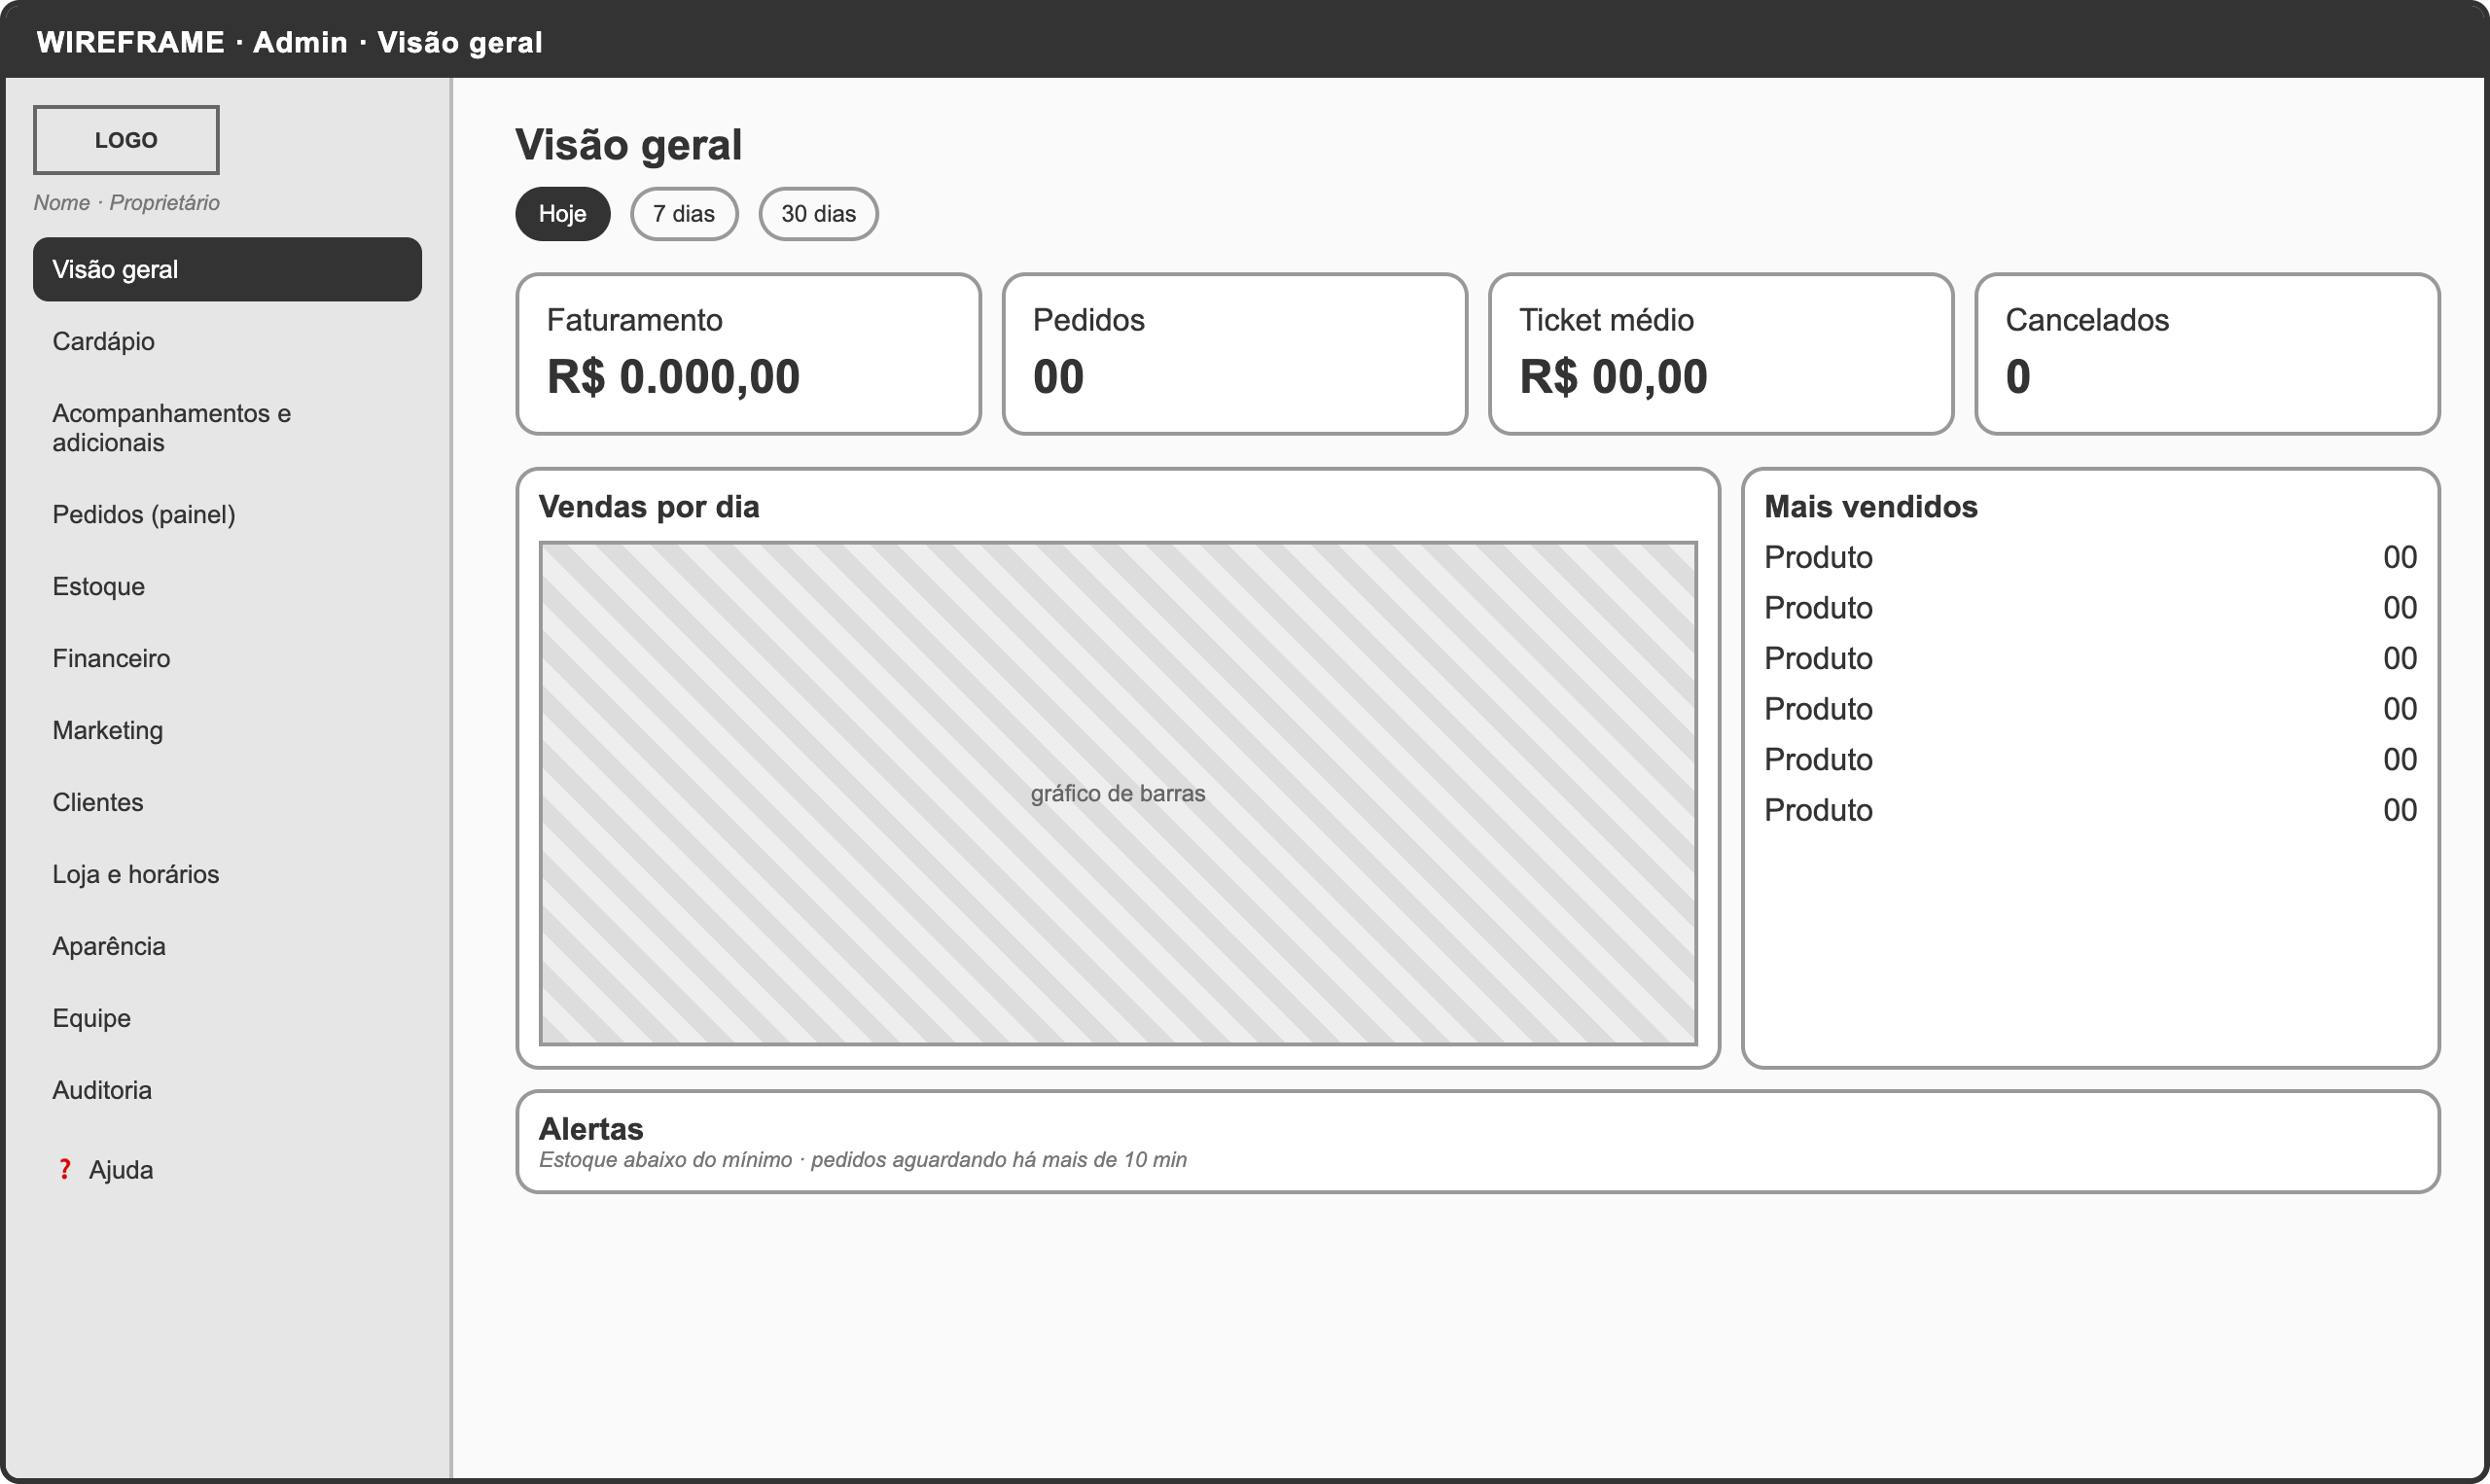 WIREFRAME · Admin · Visão geral
LOGO
Nome · Proprietário
Visão geral
Cardápio
Acompanhamentos e
adicionais
Pedidos (painel)
Estoque
Financeiro
Marketing
Clientes
Loja e horários
Aparência
Equipe
Auditoria
❓ Ajuda
Visão geral
Hoje
7 dias
30 dias
Faturamento
R$ 0.000,00
Pedidos
00
Ticket médio
R$ 00,00
Cancelados
0
Vendas por dia
gráfico de barras
Mais vendidos
Produto 00
Produto 00
Produto 00
Produto 00
Produto 00
Produto 00
Alertas
Estoque abaixo do mínimo · pedidos aguardando há mais de 10 min